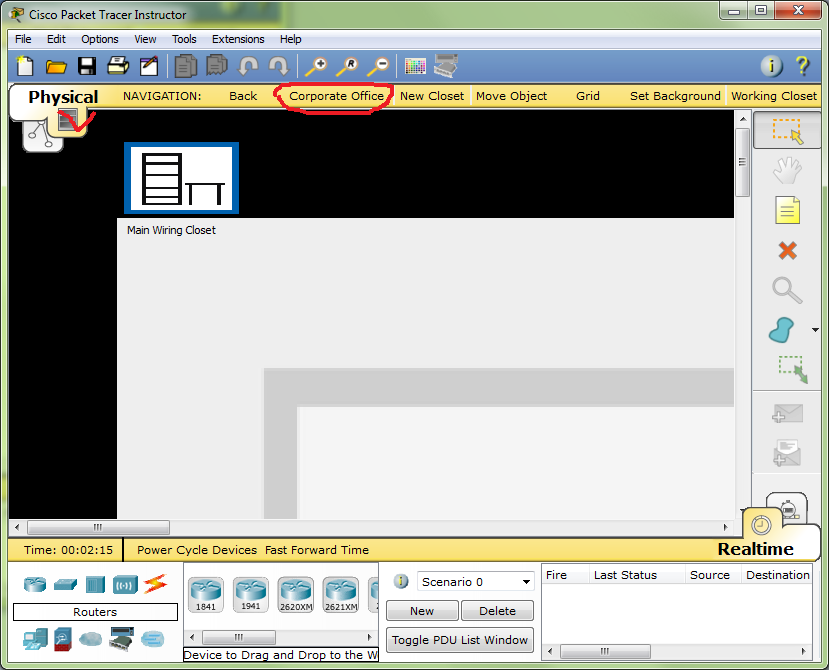 Cisco Packet Tracer Instructor
File Edit Options View Tools Extensions Help
Physical NAVIGATION: Back Corporate Office New Closet Move Object Grid Set Background Working Closet
Main Wiring Closet
Time: 00:02:15 Power Cycle Devices Fast Forward Time Realtime
Routers
1841 1941 2620XM 2621XM
Device to Drag and Drop to the W
Scenario 0
New Delete
Toggle PDU List Window
Fire Last Status Source Destination